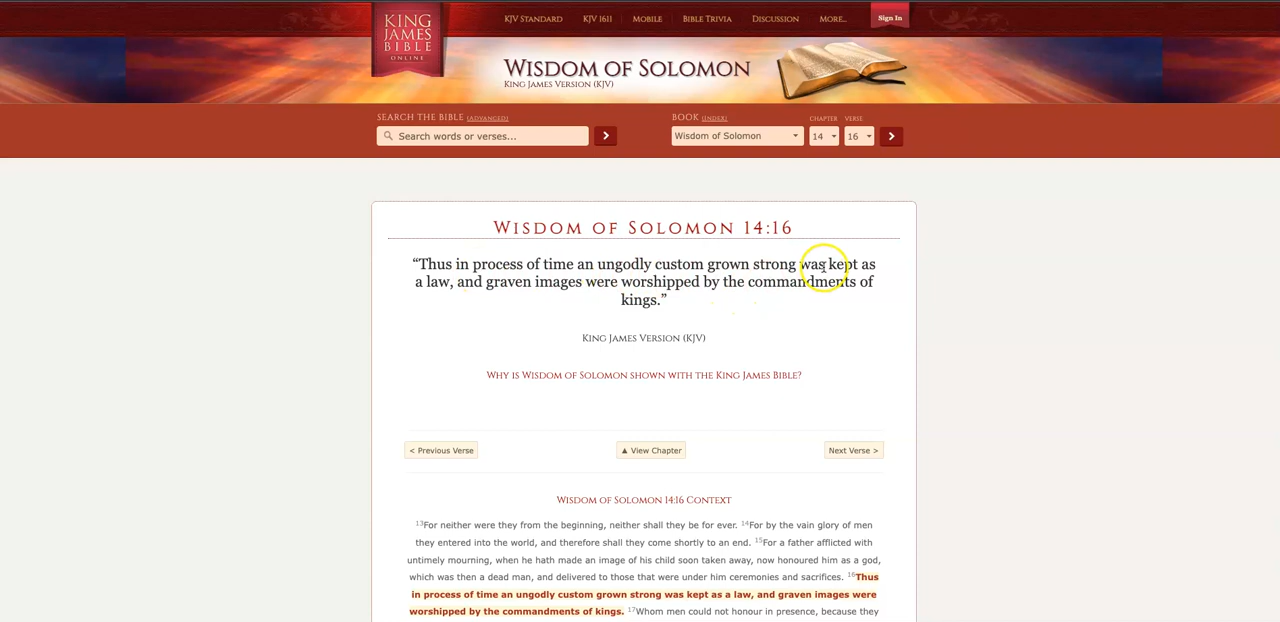 KING
JAMES
BIBLE
ONLINE
KJV STANDARD KJV 1611 MOBILE BIBLE TRIVIA DISCUSSION MORE... Sign In
WISDOM OF SOLOMON
KING JAMES VERSION (KJV)
SEARCH THE BIBLE (ADVANCED) BOOK (INDEX) CHAPTER VERSE
Search words or verses... Wisdom of Solomon 14 16
WISDOM OF SOLOMON 14:16
“Thus in process of time an ungodly custom grown strong was kept as
a law, and graven images were worshipped by the commandments of
kings.”
KING JAMES VERSION (KJV)
WHY IS WISDOM OF SOLOMON SHOWN WITH THE KING JAMES BIBLE?
< Previous Verse ▲ View Chapter Next Verse >
WISDOM OF SOLOMON 14:16 CONTEXT
13For neither were they from the beginning, neither shall they be for ever. 14For by the vain glory of men
they entered into the world, and therefore shall they come shortly to an end. 15For a father afflicted with
untimely mourning, when he hath made an image of his child soon taken away, now honoured him as a god,
which was then a dead man, and delivered to those that were under him ceremonies and sacrifices. 16Thus
in process of time an ungodly custom grown strong was kept as a law, and graven images were
worshipped by the commandments of kings. 17Whom men could not honour in presence, because they